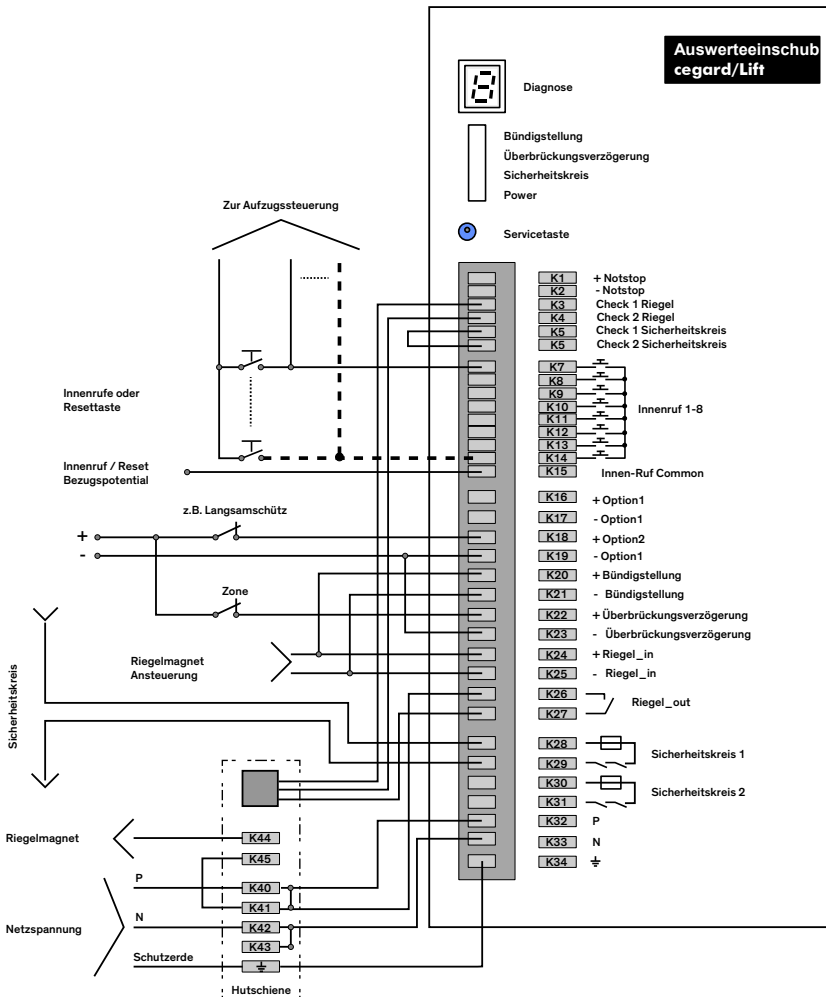 Auswerteeinschub
cegard/Lift
Diagnose
Bündigstellung
Überbrückungsverzögerung
Sicherheitskreis
Power
Servicetaste
Zur Aufzugssteuerung
K1 + Notstop
K2 - Notstop
K3 Check 1 Riegel
K4 Check 2 Riegel
K5 Check 1 Sicherheitskreis
K5 Check 2 Sicherheitskreis
K7
K8
K9
K10
K11
K12
K13
K14
Innenruf 1-8
K15 Innen-Ruf Common
K16 + Option1
K17 - Option1
K18 + Option2
K19 - Option1
K20 + Bündigstellung
K21 - Bündigstellung
K22 + Überbrückungsverzögerung
K23 - Überbrückungsverzögerung
K24 + Riegel_in
K25 - Riegel_in
K26
K27
Riegel_out
K28
K29
Sicherheitskreis 1
K30
K31
Sicherheitskreis 2
K32 P
K33 N
K34
Innenrufe oder
Resettaste
Innenruf / Reset
Bezugspotential
z.B. Langsamschütz
+
-
Zone
Riegelmagnet
Ansteuerung
Sicherheitskreis
Riegelmagnet
K44
K45
P
K40
K41
Netzspannung
N
K42
K43
Schutzerde
Hutschiene